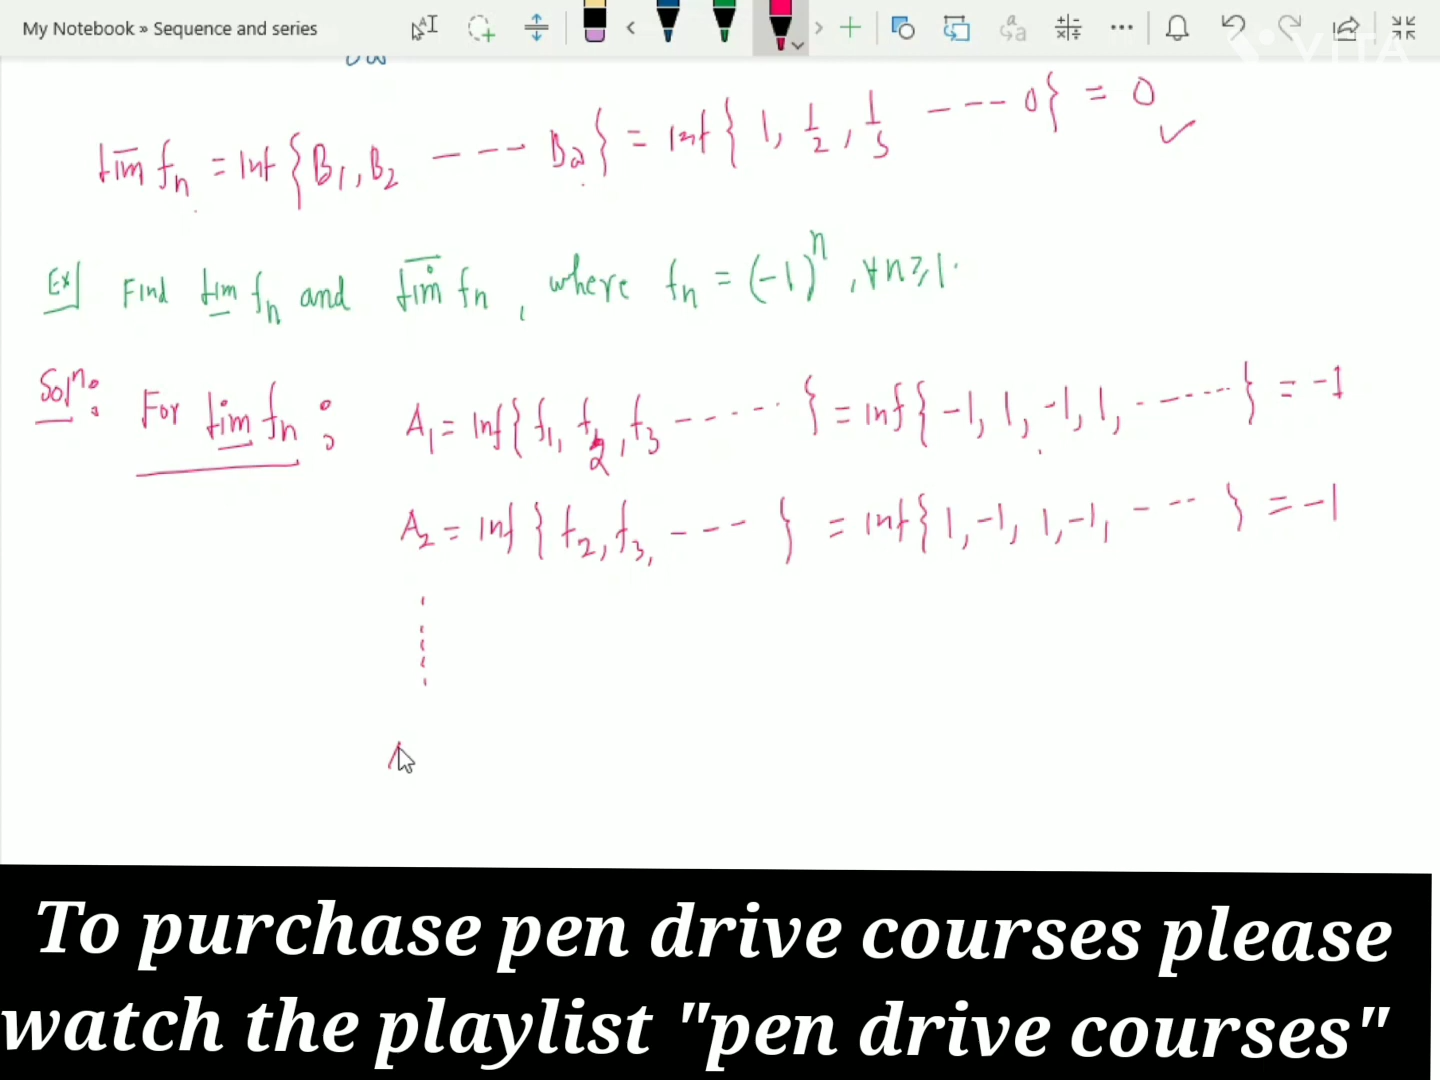 My Notebook » Sequence and series
VITA
lim̅ fₙ = Inf { B₁, B₂ ---- B∞ } = Inf { 1, 1/2, 1/3 ---- 0 } = 0 ✓
Ex] Find l̲i̲m̲ fₙ and lim̅ fₙ, where fₙ = (-1)ⁿ, ∀ n ≥ 1.
Solⁿ: For l̲i̲m̲ fₙ : A₁ = Inf { f₁, f₂, f₃ ------- } = inf { -1, 1, -1, 1, ------- } = -1
A₂ = Inf { f₂, f₃, ---- } = inf { 1, -1, 1, -1, ---- } = -1
To purchase pen drive courses please
watch the playlist "pen drive courses"